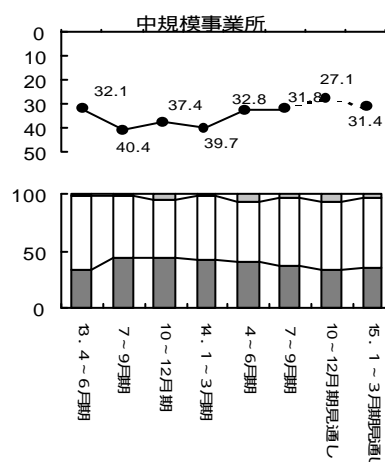 中規模事業所
0
10
20
30
40
50
32.1
40.4
37.4
39.7
32.8
31.8
27.1
31.4
100
50
0
13.4~6月期
7~9月期
10~12月期
14.1~3月期
4~6月期
7~9月期
10~12月期見通し
15.1~3月期見通し